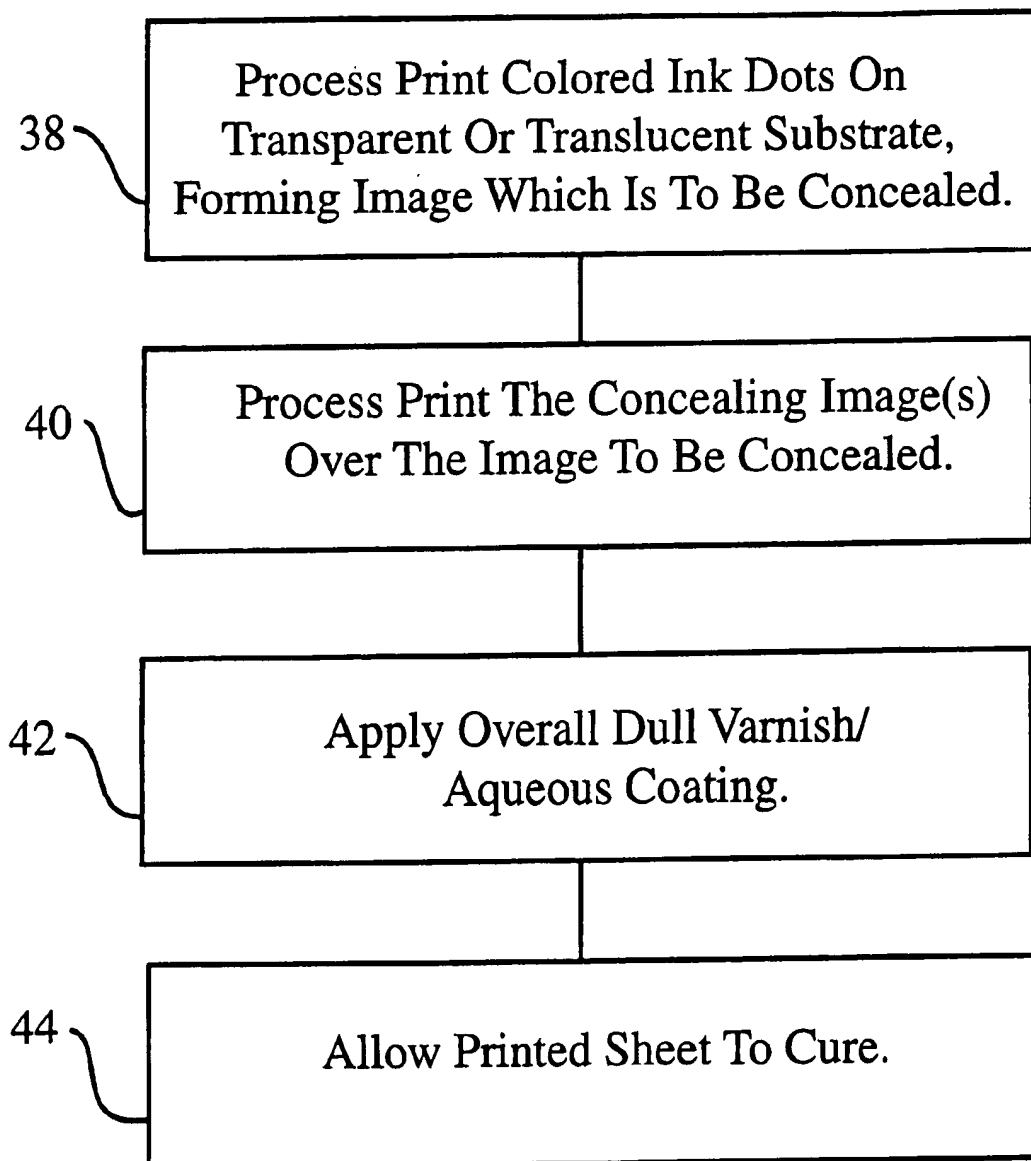 38
Process Print Colored Ink Dots On
Transparent Or Translucent Substrate,
Forming Image Which Is To Be Concealed.
40
Process Print The Concealing Image(s)
Over The Image To Be Concealed.
42
Apply Overall Dull Varnish/
Aqueous Coating.
44
Allow Printed Sheet To Cure.